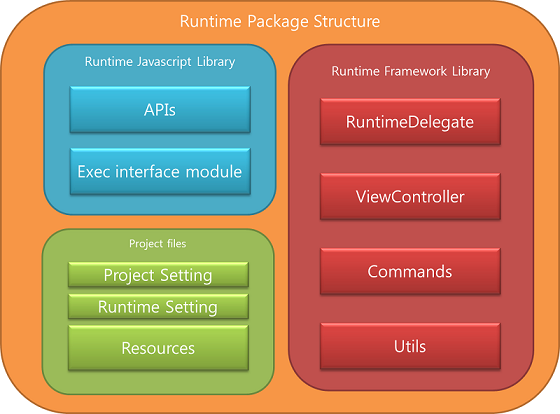 Runtime Package Structure
Runtime Javascript Library
APIs
Exec interface module
Project files
Project Setting
Runtime Setting
Resources
Runtime Framework Library
RuntimeDelegate
ViewController
Commands
Utils